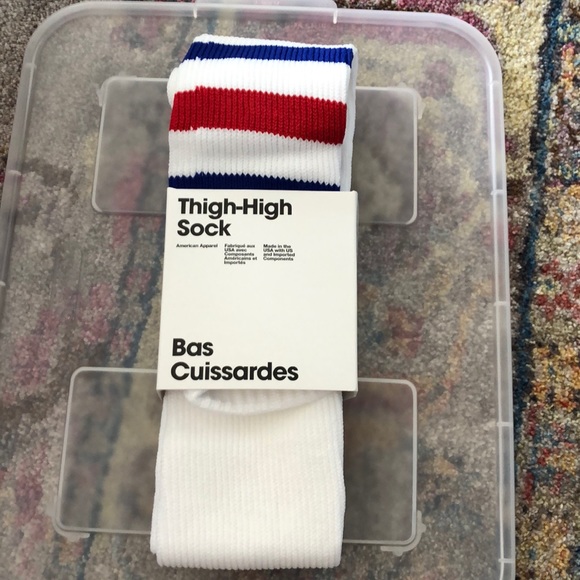 Thigh-High
Sock
American Apparel
Fabriqué aux
USA avec
Composants
Américains et
Importés
Made in the
USA with US
and Imported
Components
Bas
Cuissardes